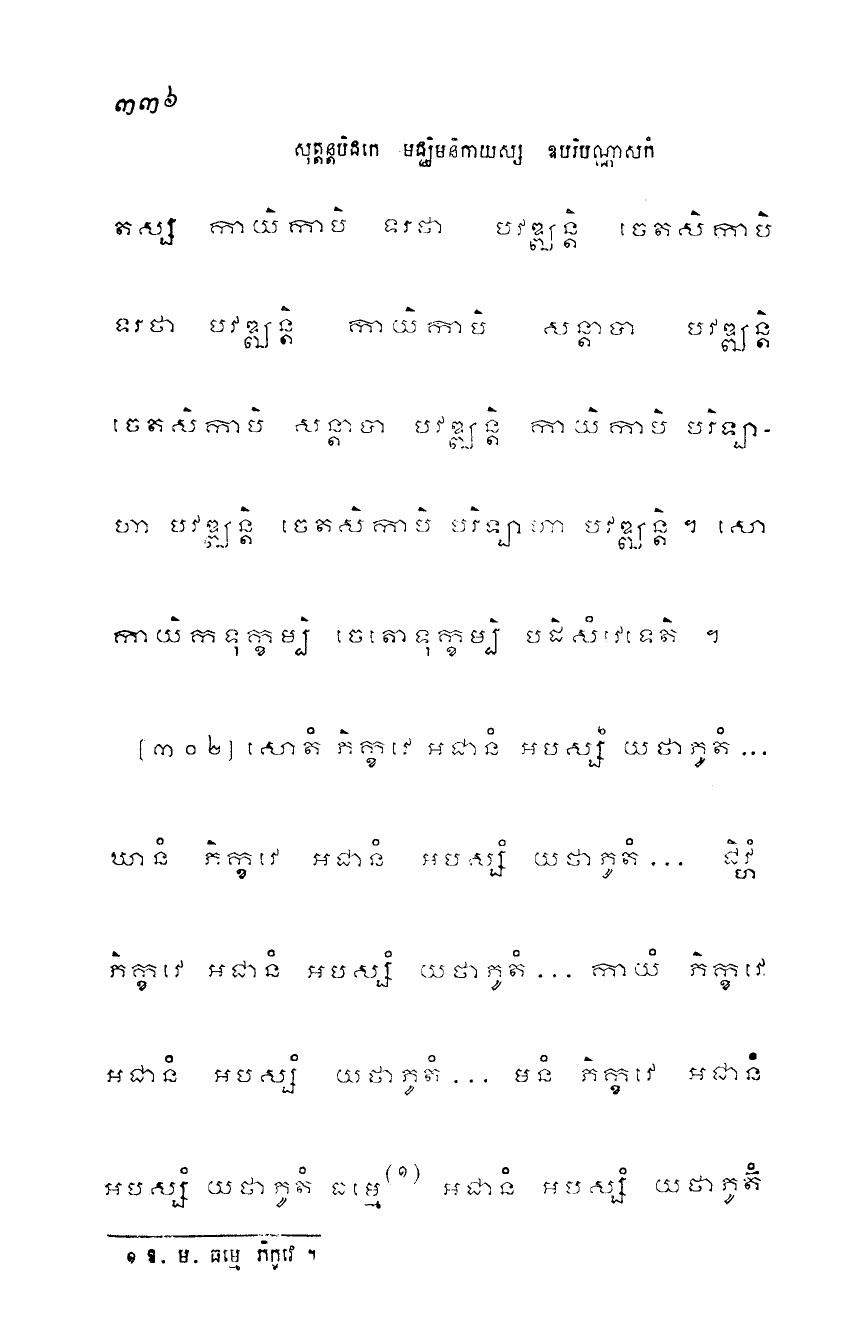 ៣៣៦
សុត្តន្តបិដកេ មជ្ឈិមនិកាយស្ស ឧបរិបណ្ណាសកំ
តស្ស កាយិកាបិ ទរថា បវឌ្ឍន្តិ ចេតសិកាបិ
ទរថា បវឌ្ឍន្តិ កាយិកាបិ សន្តាបា បវឌ្ឍន្តិ
ចេតសិកាបិ សន្តាបា បវឌ្ឍន្តិ កាយិកាបិ បរិឡា-
ហា បវឌ្ឍន្តិ ចេតសិកាបិ បរិឡាហា បវឌ្ឍន្តិ ។ សោ
កាយិកទុក្ខម្បិ ចេតោទុក្ខម្បិ បដិសំវេទេតិ ។
[៣០២] សោតំ ភិក្ខវេ អជានំ អបស្សំ យថាភូតំ...
ឃានំ ភិក្ខវេ អជានំ អបស្សំ យថាភូតំ... ជិវ្ហំ
ភិក្ខវេ អជានំ អបស្សំ យថាភូតំ... កាយំ ភិក្ខវេ
អជានំ អបស្សំ យថាភូតំ... មនំ ភិក្ខវេ អជានំ
អបស្សំ យថាភូតំ ធម្មេ(១) អជានំ អបស្សំ យថាភូតំ
១ ឱ. ម. ធម្មេ ភិក្ខវេ ។